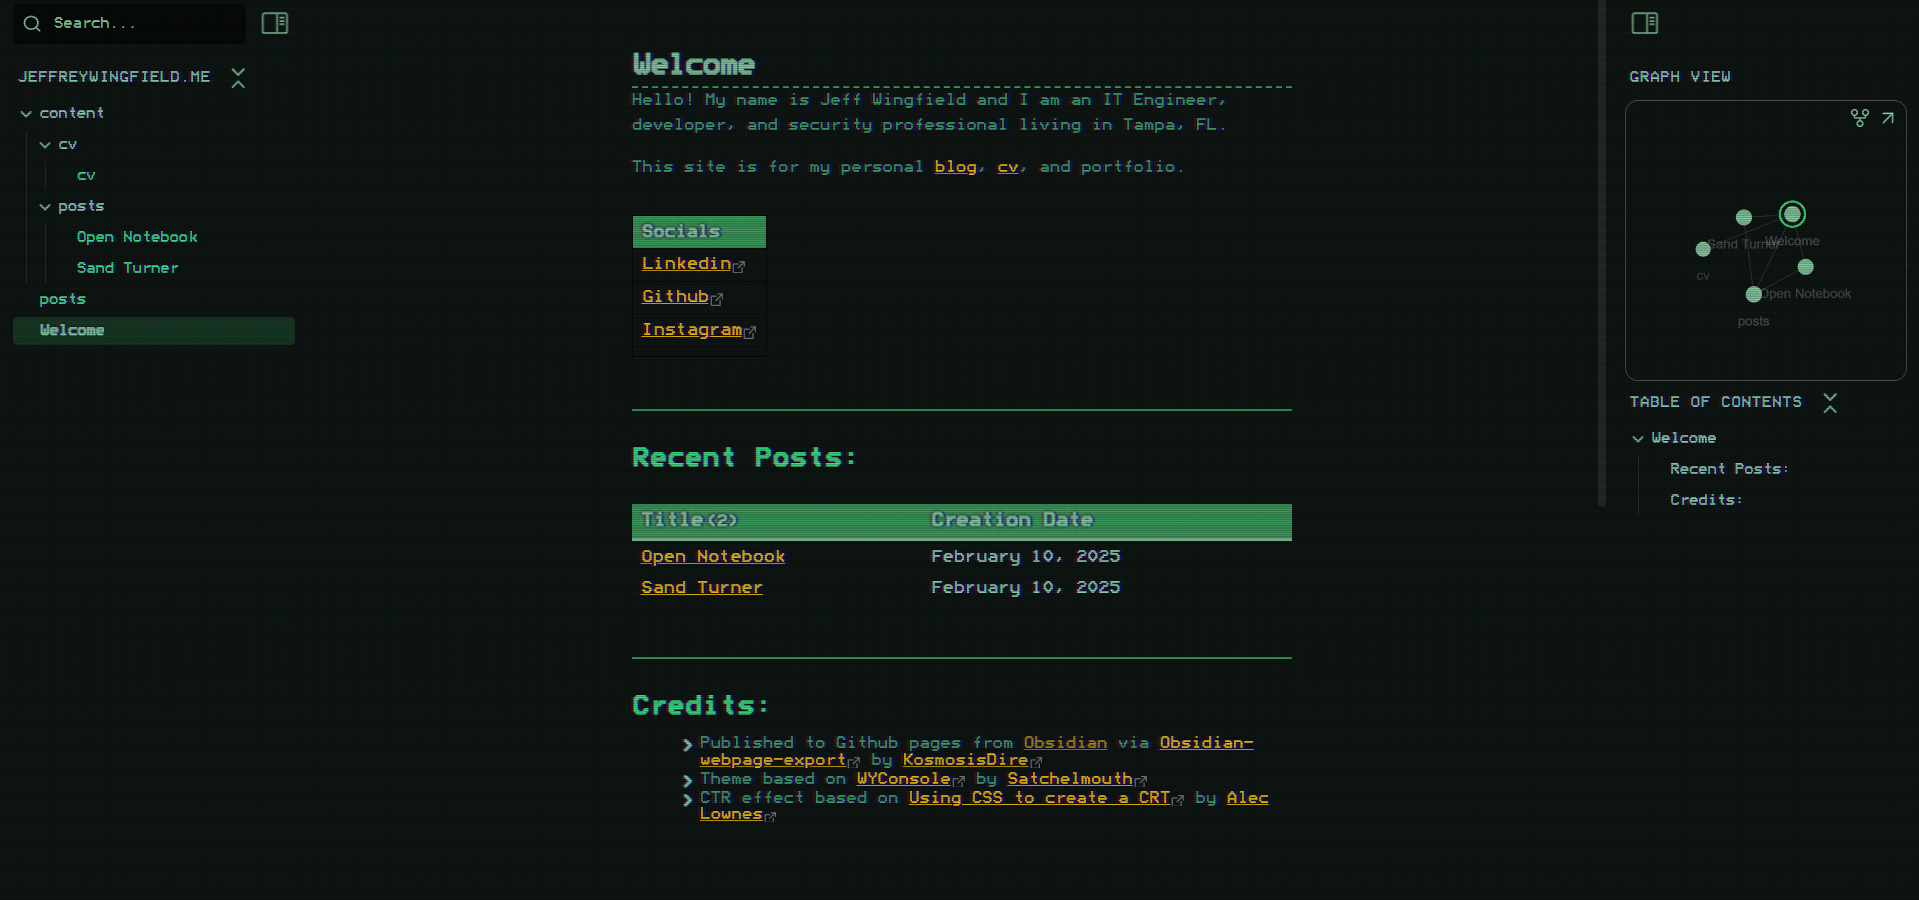 Search...
JEFFREYWINGFIELD.ME
content
cv
cv
posts
Open Notebook
Sand Turner
posts
Welcome
Welcome
Hello! My name is Jeff Wingfield and I am an IT Engineer,
developer, and security professional living in Tampa, FL.
This site is for my personal blog, cv, and portfolio.
Socials
Linkedin
Github
Instagram
Recent Posts:
Title(2) Creation Date
Open Notebook February 10, 2025
Sand Turner February 10, 2025
Credits:
Published to Github pages from Obsidian via Obsidian-
webpage-export by KosmosisDire
Theme based on WYConsole by Satchelmouth
CTR effect based on Using CSS to create a CRT by Alec
Lownes
GRAPH VIEW
Sand Turner
Welcome
cv
Open Notebook
posts
TABLE OF CONTENTS
Welcome
Recent Posts:
Credits: